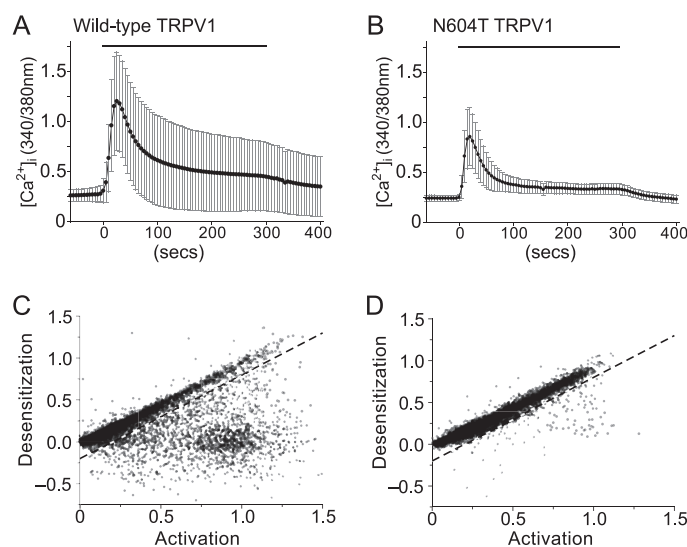 A Wild-type TRPV1
[Ca²⁺]ᵢ (340/380nm)
1.5
1.0
0.5
0
0 100 200 300 400
(secs)
B N604T TRPV1
[Ca²⁺]ᵢ (340/380nm)
1.5
1.0
0.5
0
0 100 200 300 400
(secs)
C
Desensitization
1.5
1.0
0.5
0.0
–0.5
0 0.5 1.0 1.5
Activation
D
Desensitization
1.5
1.0
0.5
0.0
–0.5
0 0.5 1.0 1.5
Activation